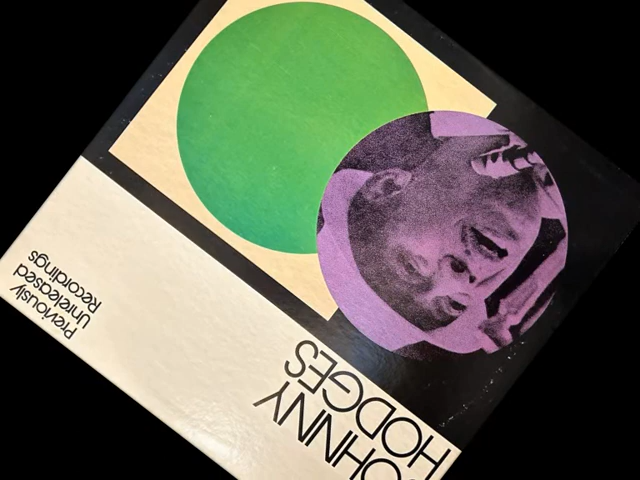 JOHNNY
HODGES
Previously
Unreleased
Recordings